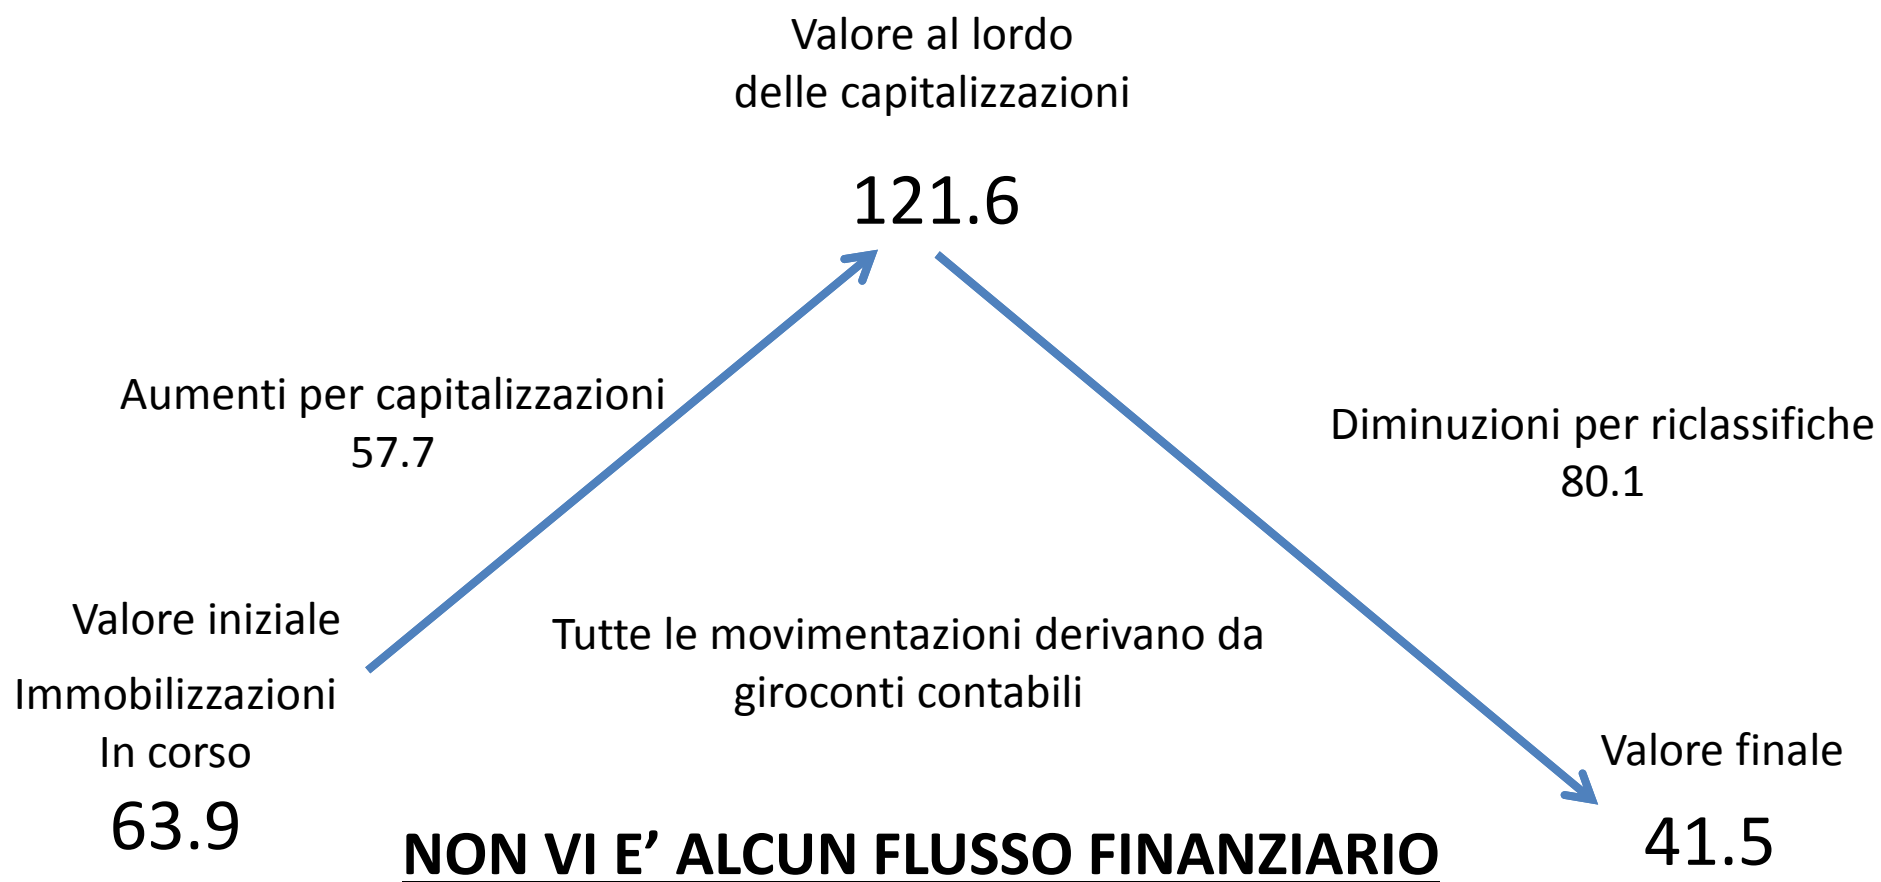 Valore al lordo
delle capitalizzazioni
121.6
Aumenti per capitalizzazioni
57.7
Diminuzioni per riclassifiche
80.1
Valore iniziale
Immobilizzazioni
In corso
63.9
Tutte le movimentazioni derivano da
giroconti contabili
Valore finale
41.5
NON VI E’ ALCUN FLUSSO FINANZIARIO